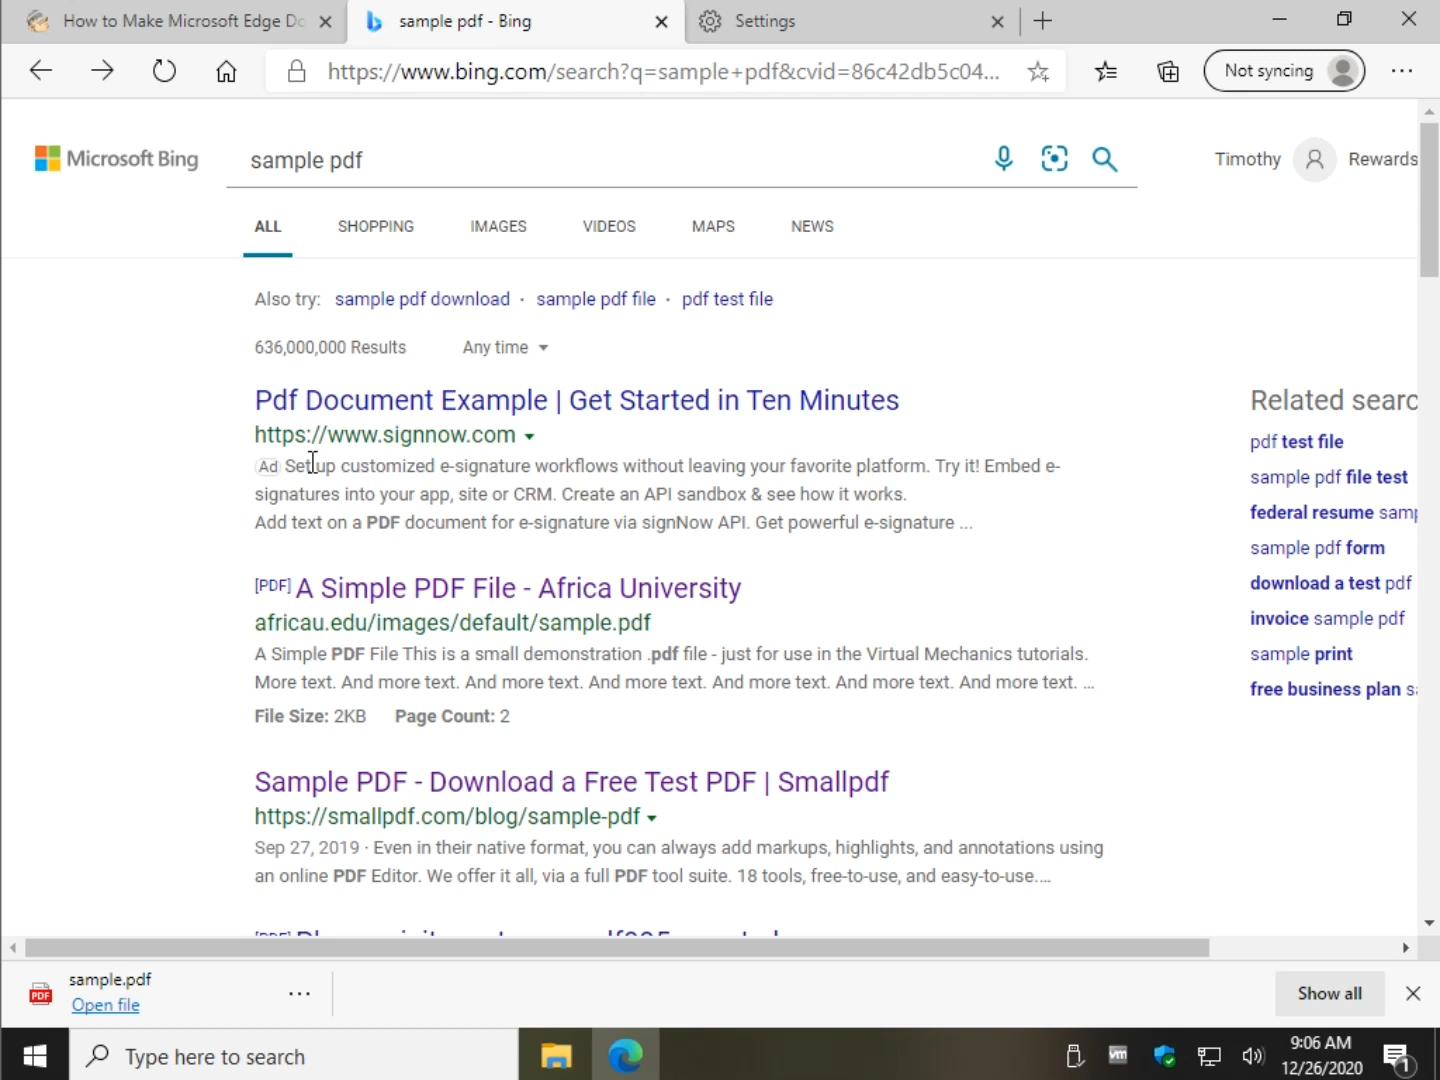 How to Make Microsoft Edge Do
sample pdf - Bing
Settings
https://www.bing.com/search?q=sample+pdf&cvid=86c42db5c04...
Not syncing
Microsoft Bing
sample pdf
Timothy
Rewards
ALL
SHOPPING
IMAGES
VIDEOS
MAPS
NEWS
Also try: sample pdf download · sample pdf file · pdf test file
636,000,000 Results
Any time
Pdf Document Example | Get Started in Ten Minutes
https://www.signnow.com
Ad Set up customized e-signature workflows without leaving your favorite platform. Try it! Embed e-
signatures into your app, site or CRM. Create an API sandbox & see how it works.
Add text on a PDF document for e-signature via signNow API. Get powerful e-signature ...
[PDF] A Simple PDF File - Africa University
africau.edu/images/default/sample.pdf
A Simple PDF File This is a small demonstration .pdf file - just for use in the Virtual Mechanics tutorials.
More text. And more text. And more text. And more text. And more text. And more text. And more text. ...
File Size: 2KB Page Count: 2
Sample PDF - Download a Free Test PDF | Smallpdf
https://smallpdf.com/blog/sample-pdf
Sep 27, 2019 · Even in their native format, you can always add markups, highlights, and annotations using
an online PDF Editor. We offer it all, via a full PDF tool suite. 18 tools, free-to-use, and easy-to-use....
Related searc
pdf test file
sample pdf file test
federal resume samp
sample pdf form
download a test pdf
invoice sample pdf
sample print
free business plan sa
sample.pdf
Open file
PDF
Show all
Type here to search
vm
9:06 AM
12/26/2020
1